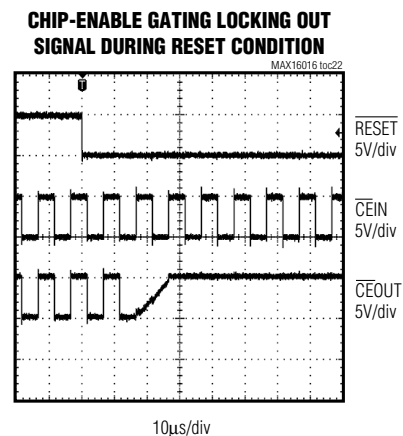 CHIP-ENABLE GATING LOCKING OUT
SIGNAL DURING RESET CONDITION
MAX16016 toc22
T
RESET
5V/div
CEIN
5V/div
CEOUT
5V/div
10µs/div